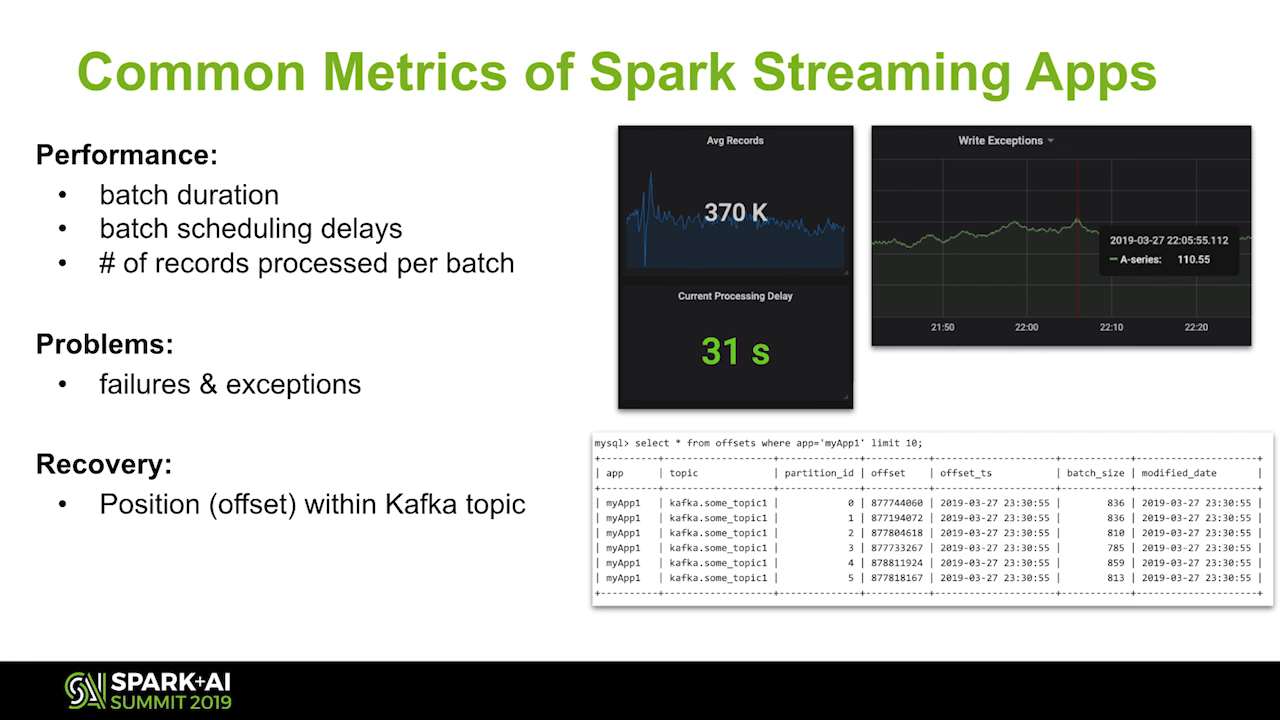 Common Metrics of Spark Streaming Apps
Performance:
• batch duration
• batch scheduling delays
• # of records processed per batch
Problems:
• failures & exceptions
Recovery:
• Position (offset) within Kafka topic
Avg Records
370 K
Current Processing Delay
31 s
Write Exceptions
2019-03-27 22:05:55.112
A-series: 110.55
21:50 22:00 22:10 22:20
mysql> select * from offsets where app='myApp1' limit 10;
| app | topic | partition_id | offset | offset_ts | batch_size | modified_date |
| myApp1 | kafka.some_topic1 | 0 | 877744060 | 2019-03-27 23:30:55 | 836 | 2019-03-27 23:30:55 |
| myApp1 | kafka.some_topic1 | 1 | 877194072 | 2019-03-27 23:30:55 | 836 | 2019-03-27 23:30:55 |
| myApp1 | kafka.some_topic1 | 2 | 877804618 | 2019-03-27 23:30:55 | 810 | 2019-03-27 23:30:55 |
| myApp1 | kafka.some_topic1 | 3 | 877733267 | 2019-03-27 23:30:55 | 785 | 2019-03-27 23:30:55 |
| myApp1 | kafka.some_topic1 | 4 | 878811924 | 2019-03-27 23:30:55 | 859 | 2019-03-27 23:30:55 |
| myApp1 | kafka.some_topic1 | 5 | 877818167 | 2019-03-27 23:30:55 | 813 | 2019-03-27 23:30:55 |
SPARK+AI
SUMMIT 2019